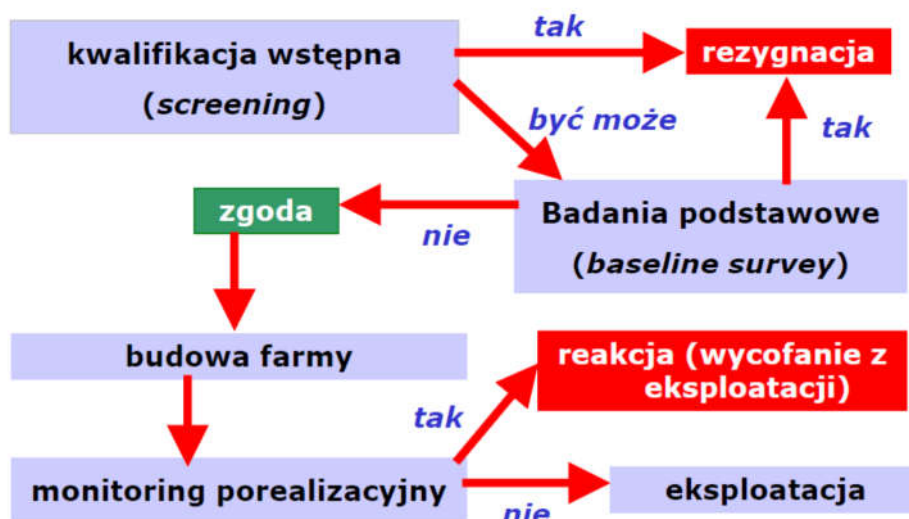 kwalifikacja wstępna
(screening)
tak
rezygnacja
być może
tak
zgoda
nie
Badania podstawowe
(baseline survey)
budowa farmy
reakcja (wycofanie z
eksploatacji)
tak
monitoring porealizacyjny
nie
eksploatacja